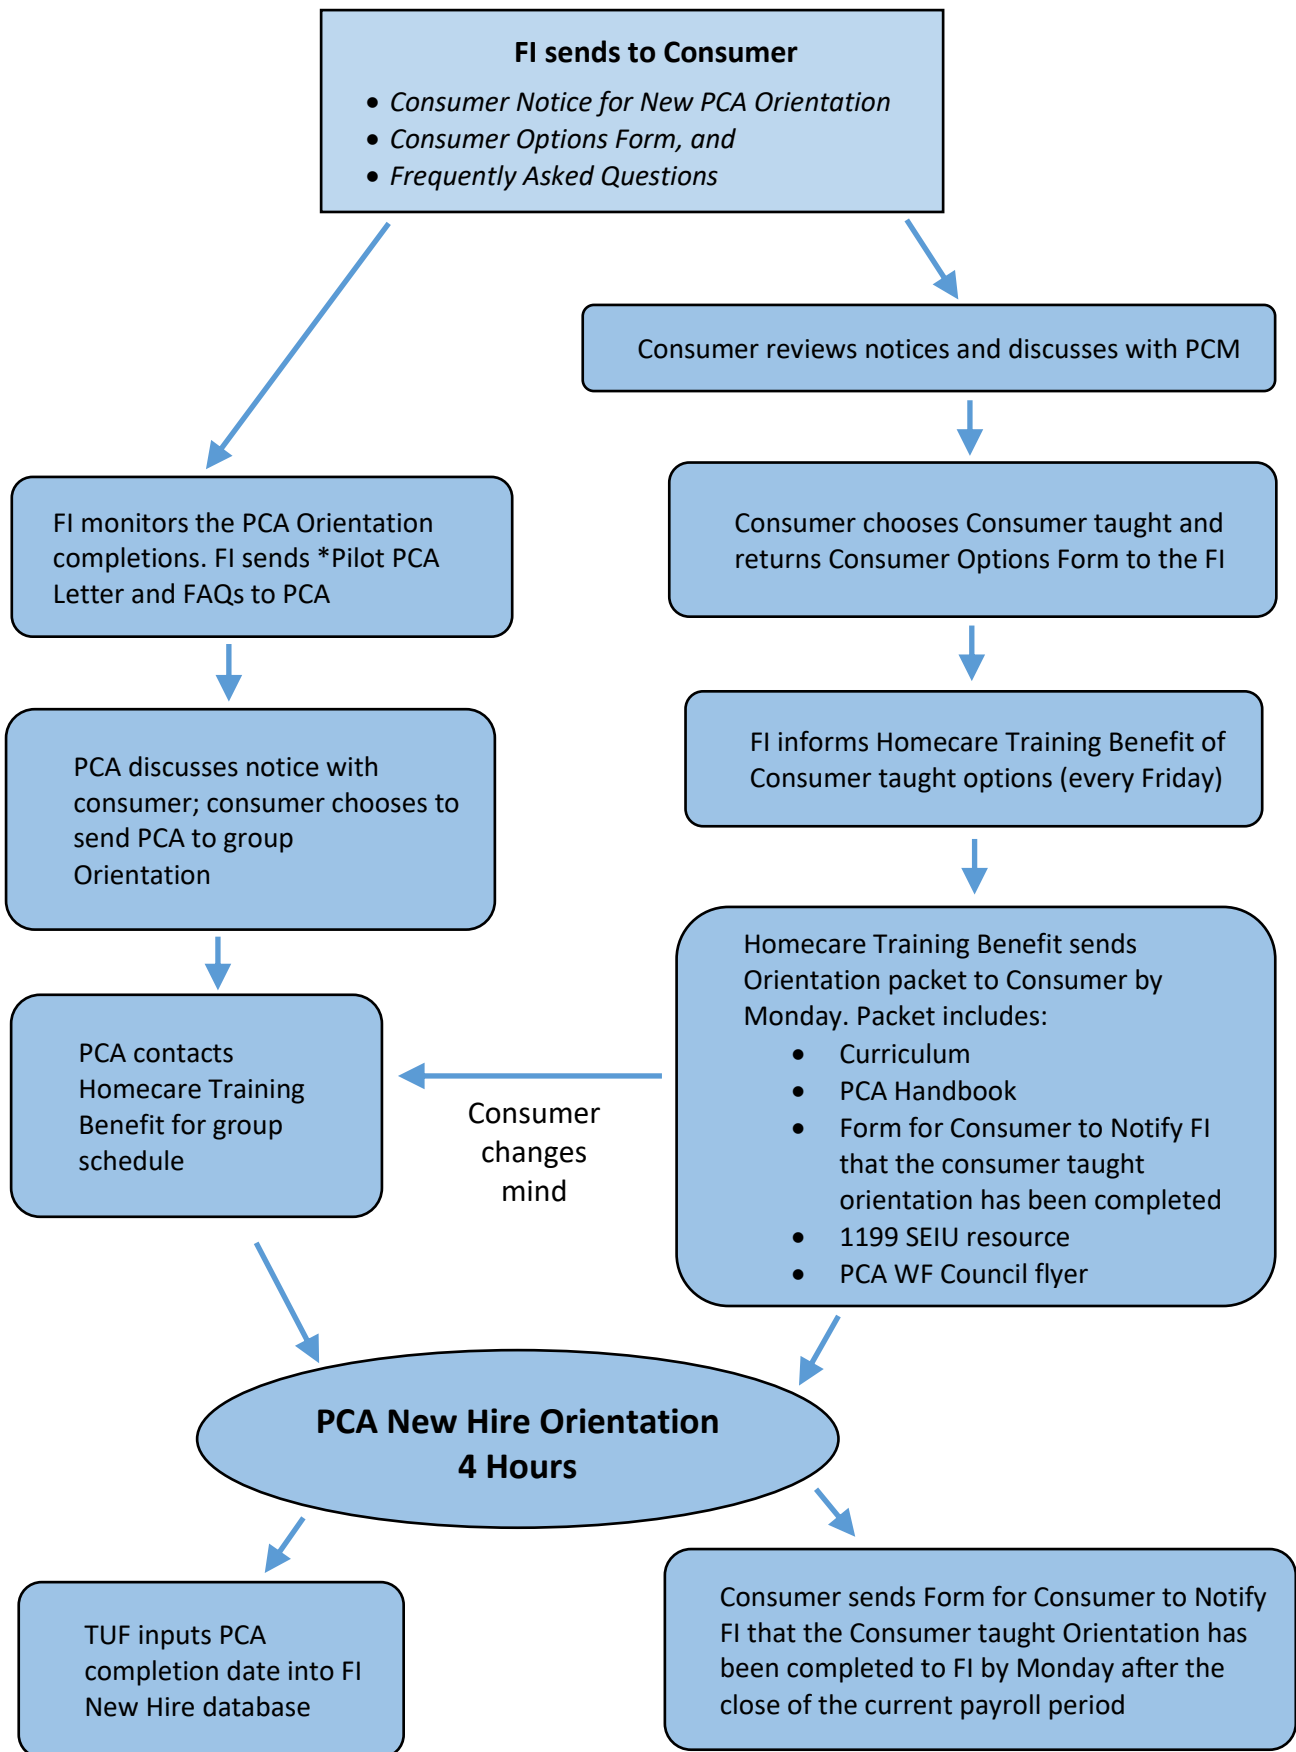 FI sends to Consumer
• Consumer Notice for New PCA Orientation
• Consumer Options Form, and
• Frequently Asked Questions
Consumer reviews notices and discusses with PCM
FI monitors the PCA Orientation
completions. FI sends *Pilot PCA
Letter and FAQs to PCA
Consumer chooses Consumer taught and
returns Consumer Options Form to the FI
PCA discusses notice with
consumer; consumer chooses to
send PCA to group
Orientation
FI informs Homecare Training Benefit of
Consumer taught options (every Friday)
PCA contacts
Homecare Training
Benefit for group
schedule
Consumer
changes
mind
Homecare Training Benefit sends
Orientation packet to Consumer by
Monday. Packet includes:
• Curriculum
• PCA Handbook
• Form for Consumer to Notify FI
that the consumer taught
orientation has been completed
• 1199 SEIU resource
• PCA WF Council flyer
PCA New Hire Orientation
4 Hours
TUF inputs PCA
completion date into FI
New Hire database
Consumer sends Form for Consumer to Notify
FI that the Consumer taught Orientation has
been completed to FI by Monday after the
close of the current payroll period